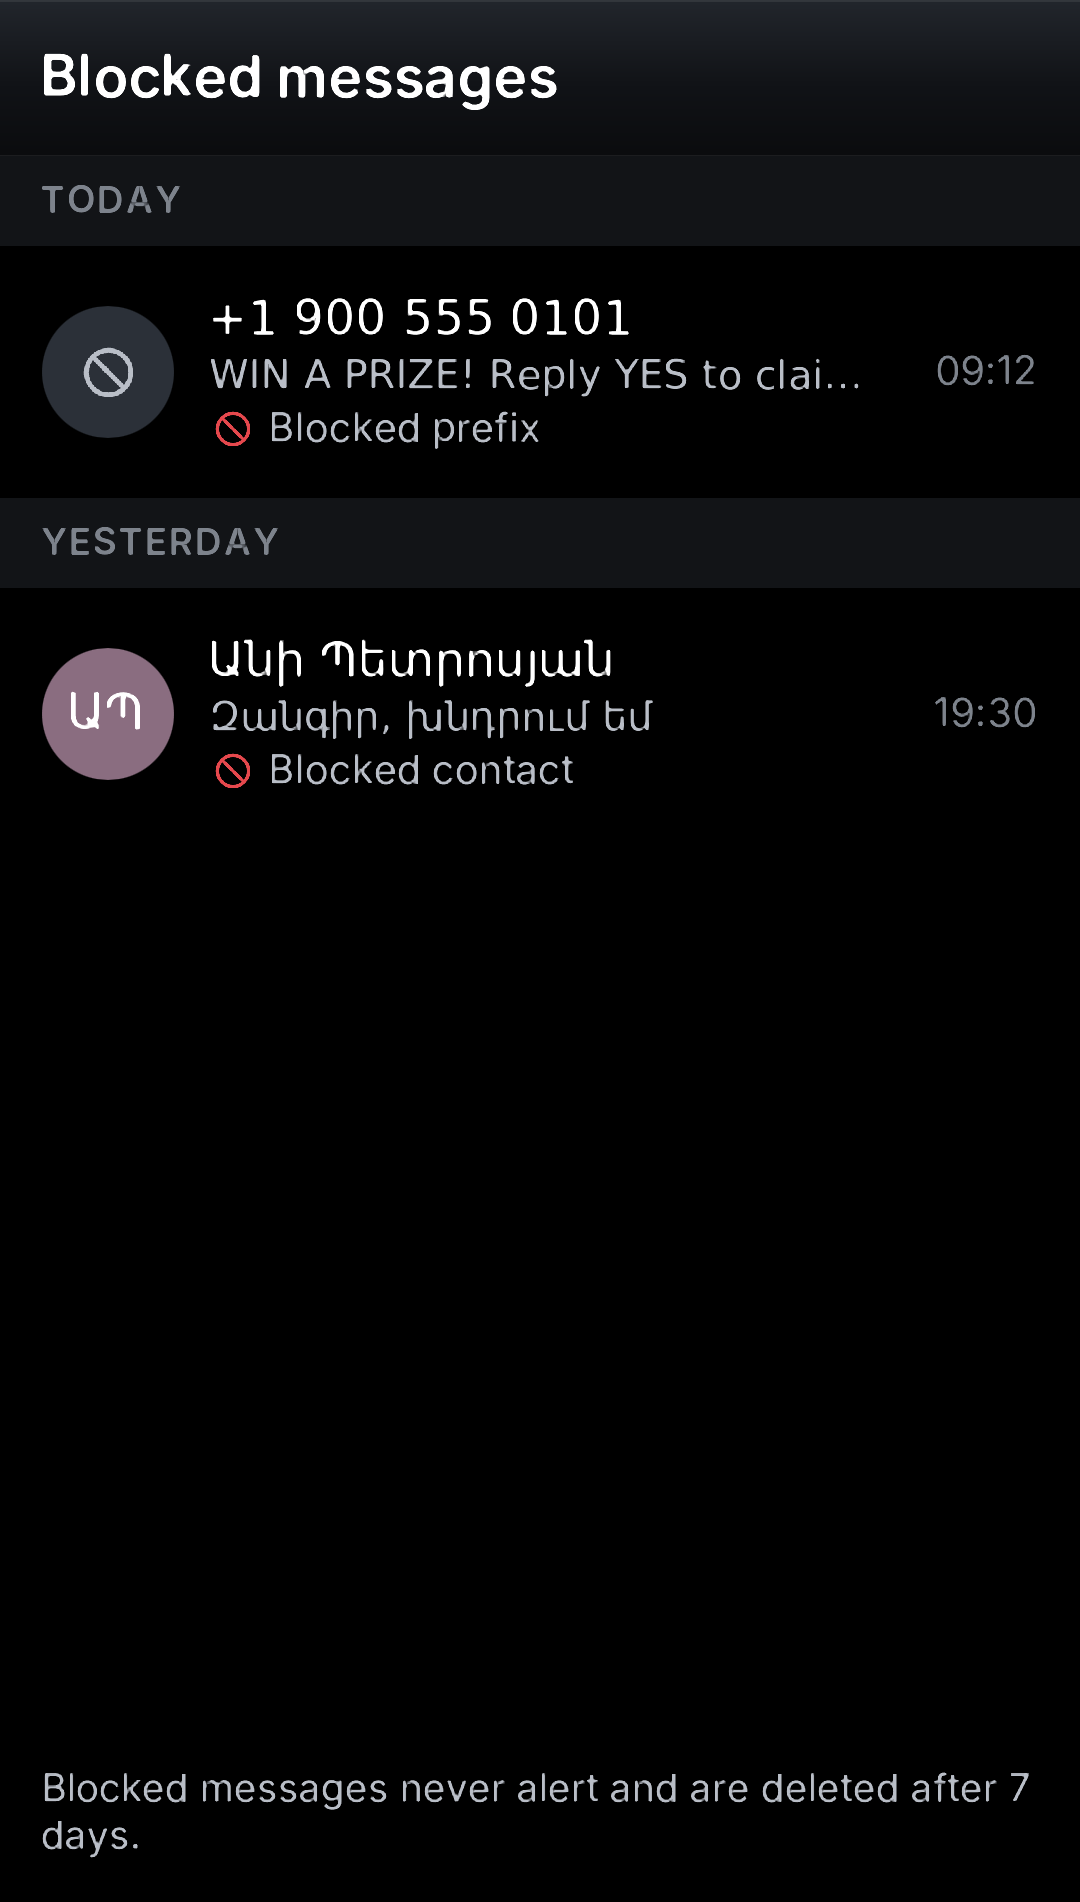 Blocked messages
TODAY
+1 900 555 0101
WIN A PRIZE! Reply YES to clai...
09:12
Blocked prefix
YESTERDAY
ԱՊ
Անի Պետրոսյան
Զանգիր, խնդրում եմ
19:30
Blocked contact
Blocked messages never alert and are deleted after 7
days.